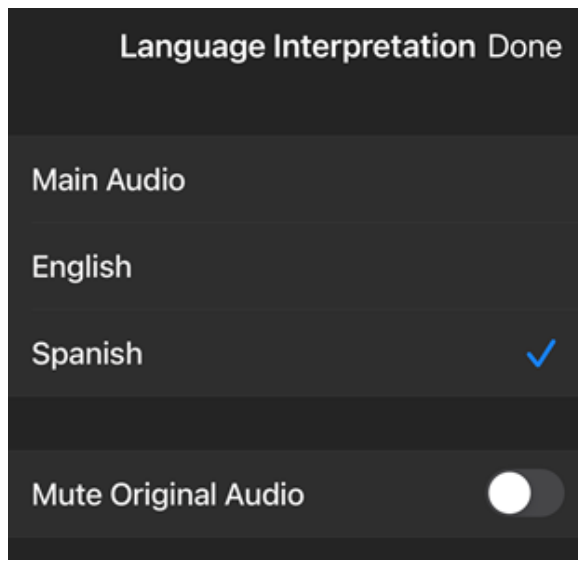 Language Interpretation Done
Main Audio
English
Spanish
Mute Original Audio